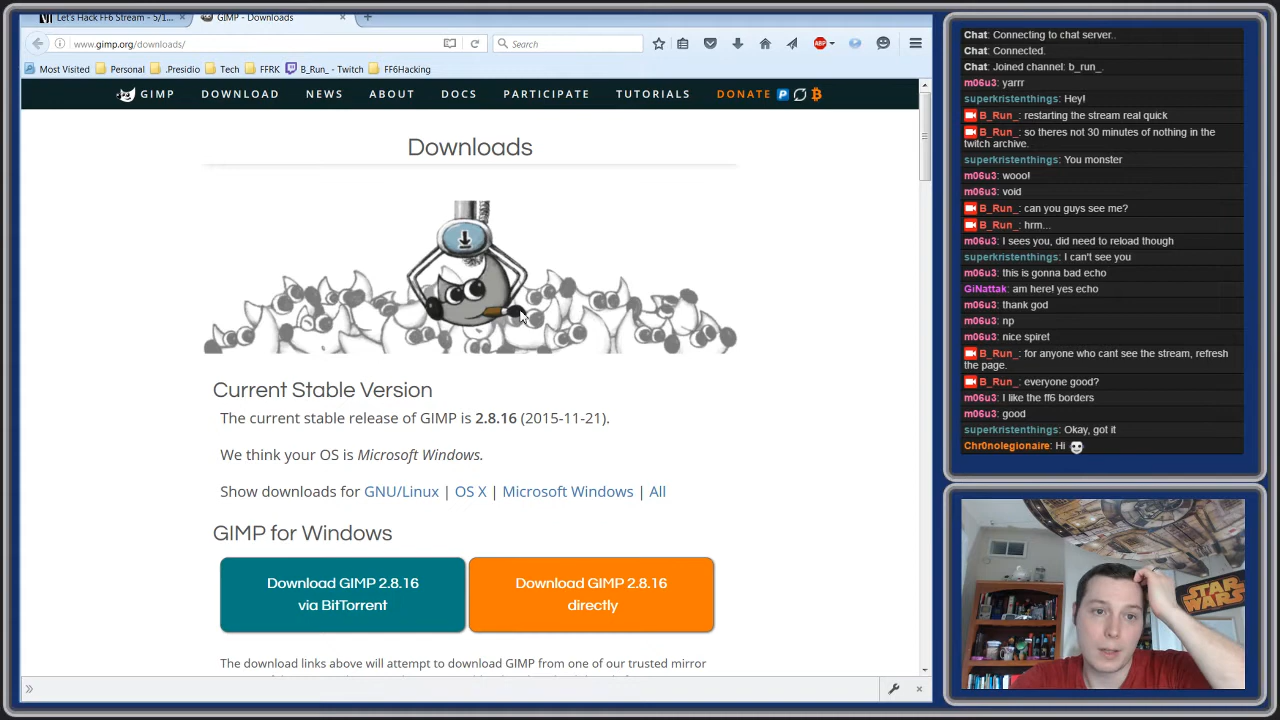 Let's Hack FF6 Stream - 5/1...
GIMP - Downloads
www.gimp.org/downloads/
Search
ABP
Most Visited
Personal
.Presidio
Tech
FFRK
B_Run_ - Twitch
FF6Hacking
GIMP
DOWNLOAD
NEWS
ABOUT
DOCS
PARTICIPATE
TUTORIALS
DONATE
Downloads
Current Stable Version
The current stable release of GIMP is 2.8.16 (2015-11-21).
We think your OS is Microsoft Windows.
Show downloads for GNU/Linux | OS X | Microsoft Windows | All
GIMP for Windows
Download GIMP 2.8.16
via BitTorrent
Download GIMP 2.8.16
directly
The download links above will attempt to download GIMP from one of our trusted mirror
Chat: Connecting to chat server..
Chat: Connected.
Chat: Joined channel: b_run_.
m06u3: yarrr
superkristenthings: Hey!
B_Run_: restarting the stream real quick
B_Run_: so theres not 30 minutes of nothing in the
twitch archive.
superkristenthings: You monster
m06u3: wooo!
m06u3: void
B_Run_: can you guys see me?
B_Run_: hrm...
m06u3: I sees you, did need to reload though
superkristenthings: I can't see you
m06u3: this is gonna bad echo
GiNattak: am here! yes echo
m06u3: thank god
m06u3: np
m06u3: nice spiret
B_Run_: for anyone who cant see the stream, refresh
the page.
B_Run_: everyone good?
m06u3: I like the ff6 borders
m06u3: good
superkristenthings: Okay, got it
Chr0nolegionaire: Hi
STAR
WARS